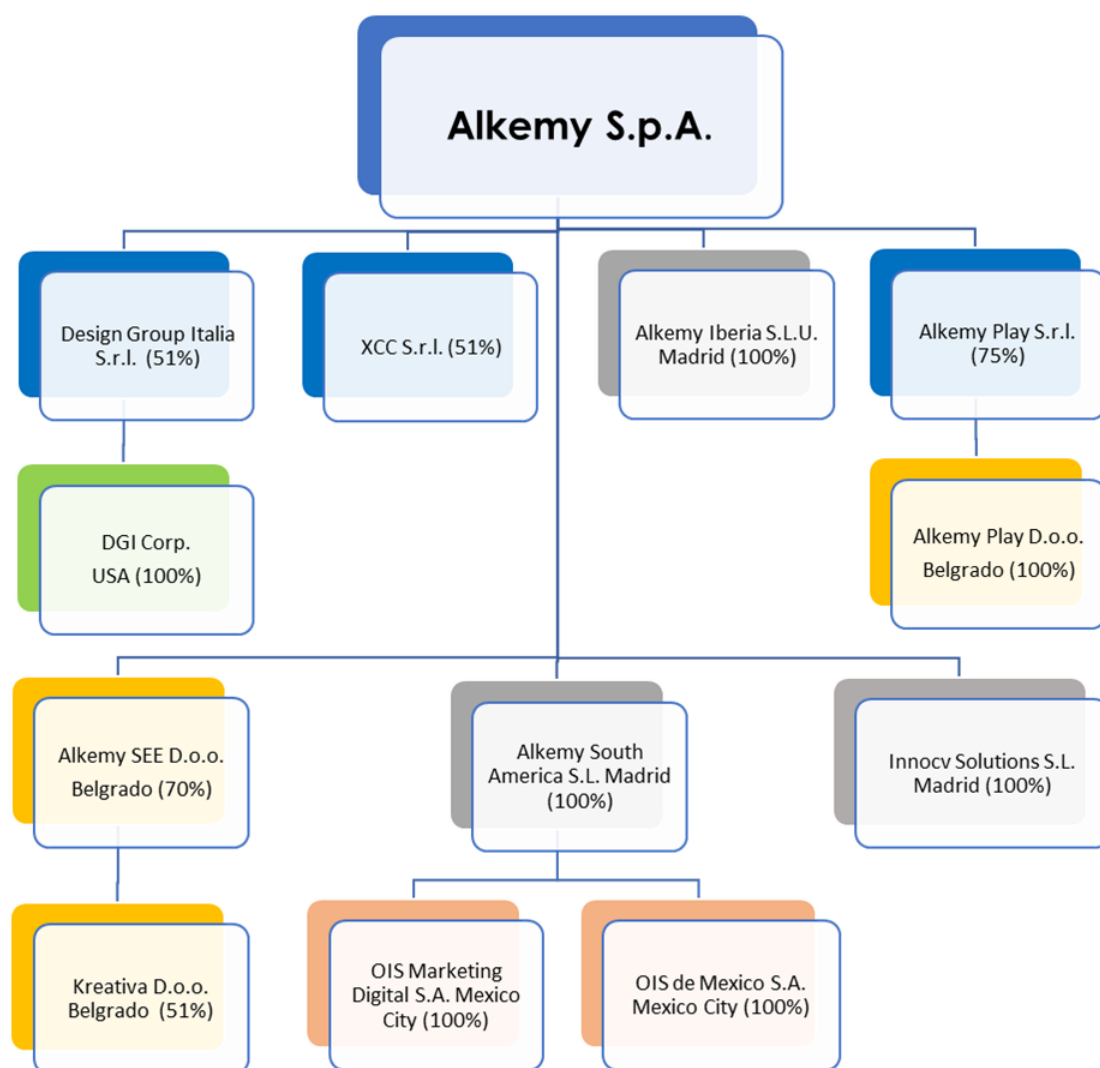 Alkemy S.p.A.
Design Group Italia
S.r.l. (51%)
XCC S.r.l. (51%)
Alkemy Iberia S.L.U.
Madrid (100%)
Alkemy Play S.r.l.
(75%)
DGI Corp.
USA (100%)
Alkemy Play D.o.o.
Belgrado (100%)
Alkemy SEE D.o.o.
Belgrado (70%)
Alkemy South
America S.L. Madrid
(100%)
Innocv Solutions S.L.
Madrid (100%)
Kreativa D.o.o.
Belgrado (51%)
OIS Marketing
Digital S.A. Mexico
City (100%)
OIS de Mexico S.A.
Mexico City (100%)